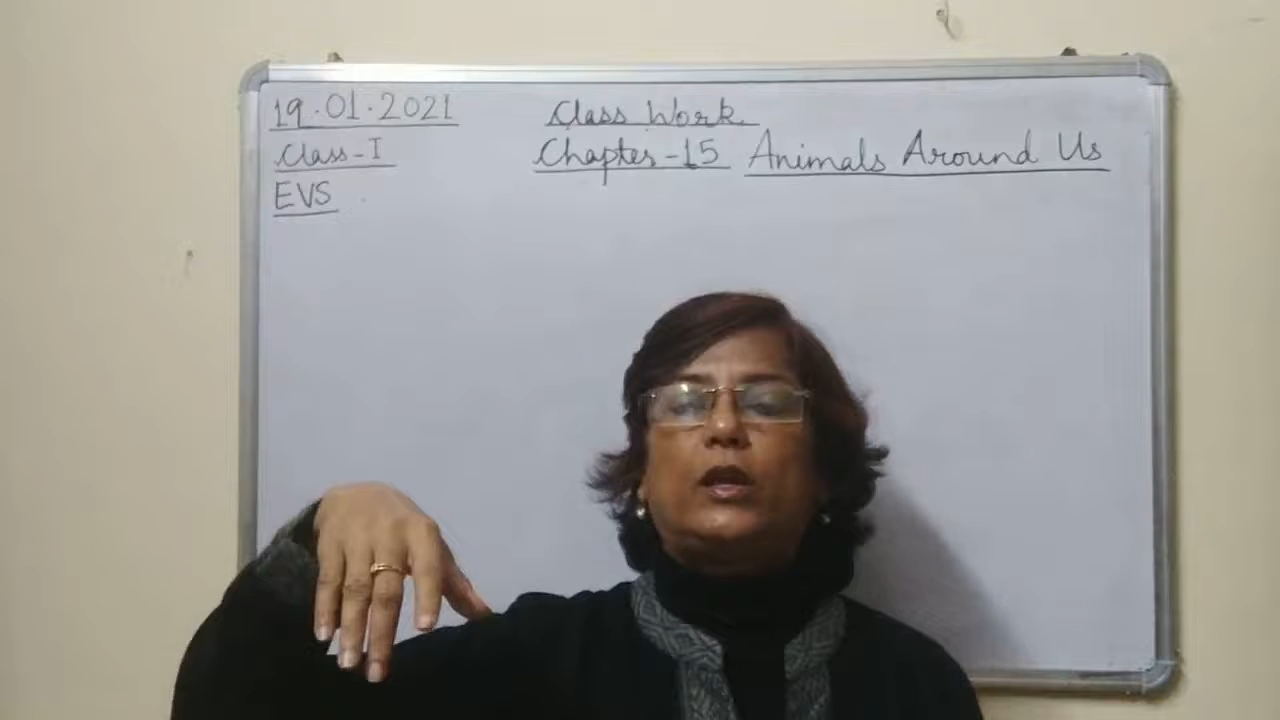 19.01.2021
Class Work.
Class-I
Chapter-15 Animals Around Us
EVS